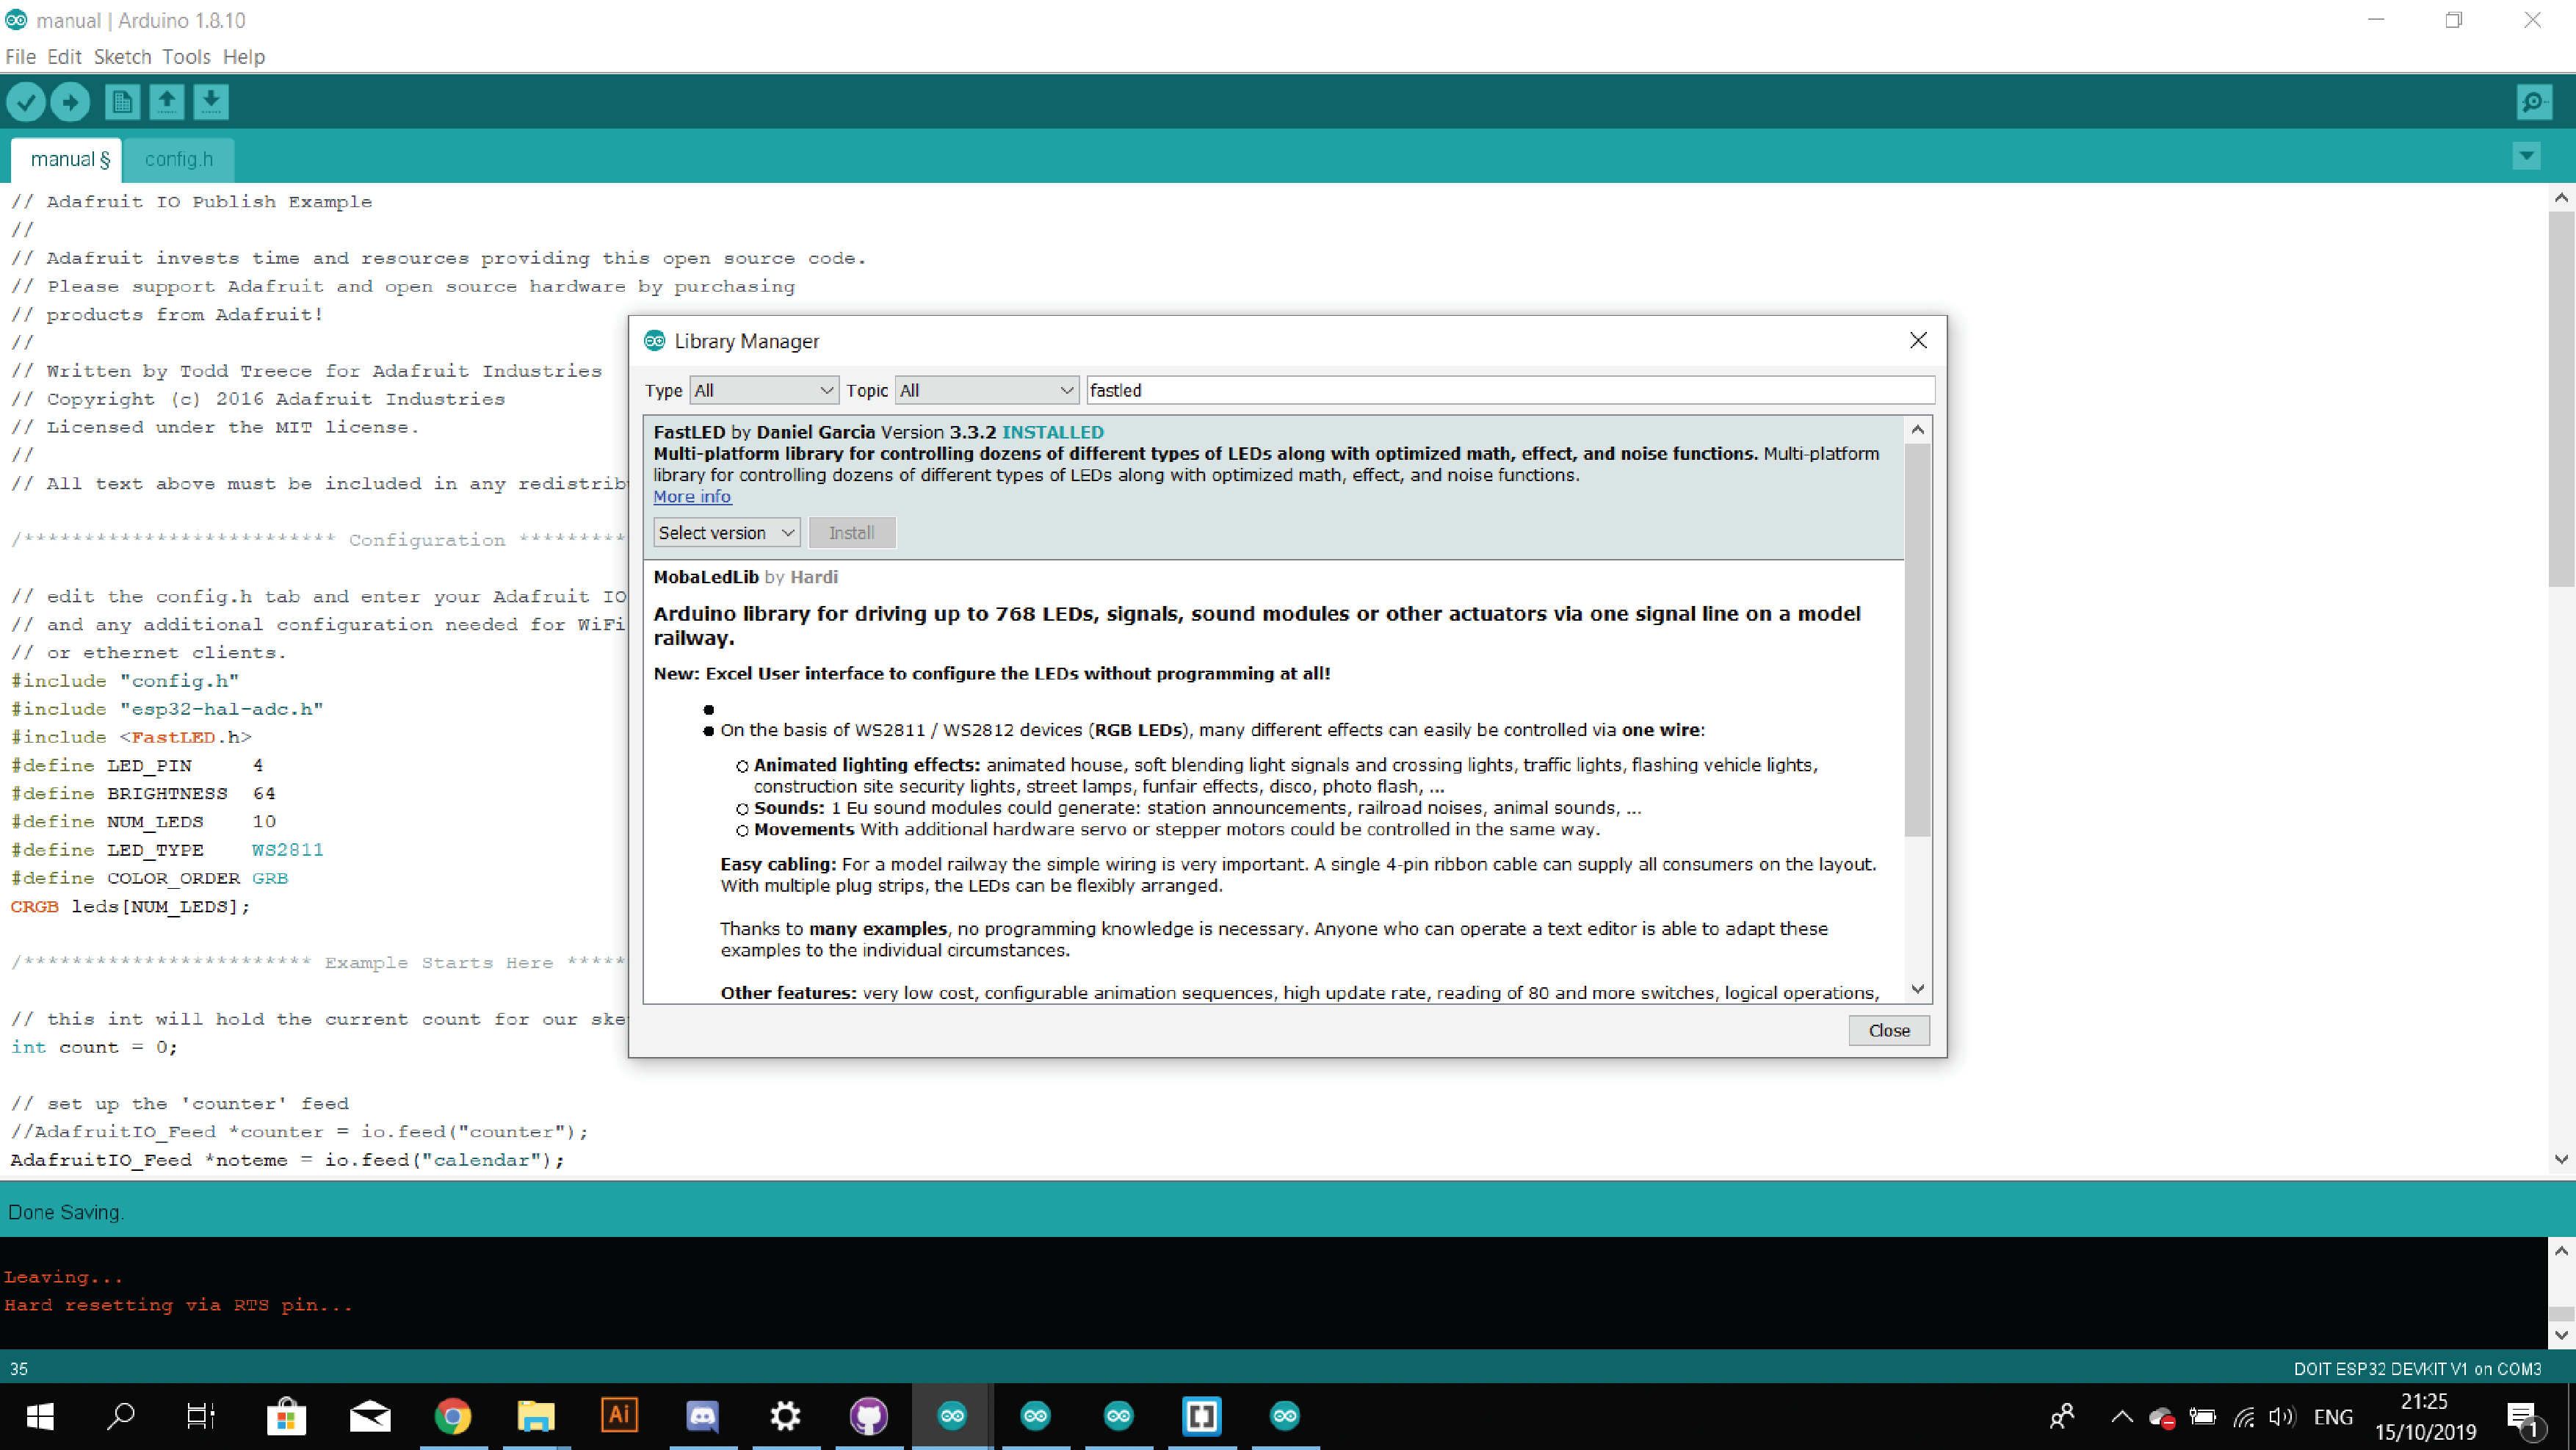 manual | Arduino 1.8.10
File Edit Sketch Tools Help
manual § config.h
// Adafruit IO Publish Example
//
// Adafruit invests time and resources providing this open source code.
// Please support Adafruit and open source hardware by purchasing
// products from Adafruit!
//
// Written by Todd Treece for Adafruit Industries
// Copyright (c) 2016 Adafruit Industries
// Licensed under the MIT license.
//
// All text above must be included in any redistrib
/************************** Configuration *********
// edit the config.h tab and enter your Adafruit IO
// and any additional configuration needed for WiFi
// or ethernet clients.
#include "config.h"
#include "esp32-hal-adc.h"
#include <FastLED.h>
#define LED_PIN 4
#define BRIGHTNESS 64
#define NUM_LEDS 10
#define LED_TYPE WS2811
#define COLOR_ORDER GRB
CRGB leds[NUM_LEDS];
/************************ Example Starts Here *****
// this int will hold the current count for our ske
int count = 0;
// set up the 'counter' feed
//AdafruitIO_Feed *counter = io.feed("counter");
AdafruitIO_Feed *noteme = io.feed("calendar");
Library Manager
Type All Topic All fastled
FastLED by Daniel Garcia Version 3.3.2 INSTALLED
Multi-platform library for controlling dozens of different types of LEDs along with optimized math, effect, and noise functions. Multi-platform
library for controlling dozens of different types of LEDs along with optimized math, effect, and noise functions.
More info
Select version Install
MobaLedLib by Hardi
Arduino library for driving up to 768 LEDs, signals, sound modules or other actuators via one signal line on a model
railway.
New: Excel User interface to configure the LEDs without programming at all!
On the basis of WS2811 / WS2812 devices (RGB LEDs), many different effects can easily be controlled via one wire:
Animated lighting effects: animated house, soft blending light signals and crossing lights, traffic lights, flashing vehicle lights,
construction site security lights, street lamps, funfair effects, disco, photo flash, ...
Sounds: 1 Eu sound modules could generate: station announcements, railroad noises, animal sounds, ...
Movements With additional hardware servo or stepper motors could be controlled in the same way.
Easy cabling: For a model railway the simple wiring is very important. A single 4-pin ribbon cable can supply all consumers on the layout.
With multiple plug strips, the LEDs can be flexibly arranged.
Thanks to many examples, no programming knowledge is necessary. Anyone who can operate a text editor is able to adapt these
examples to the individual circumstances.
Other features: very low cost, configurable animation sequences, high update rate, reading of 80 and more switches, logical operations,
Close
Done Saving.
Leaving...
Hard resetting via RTS pin...
35
DOIT ESP32 DEVKIT V1 on COM3
Ai
ENG
21:25
15/10/2019
1